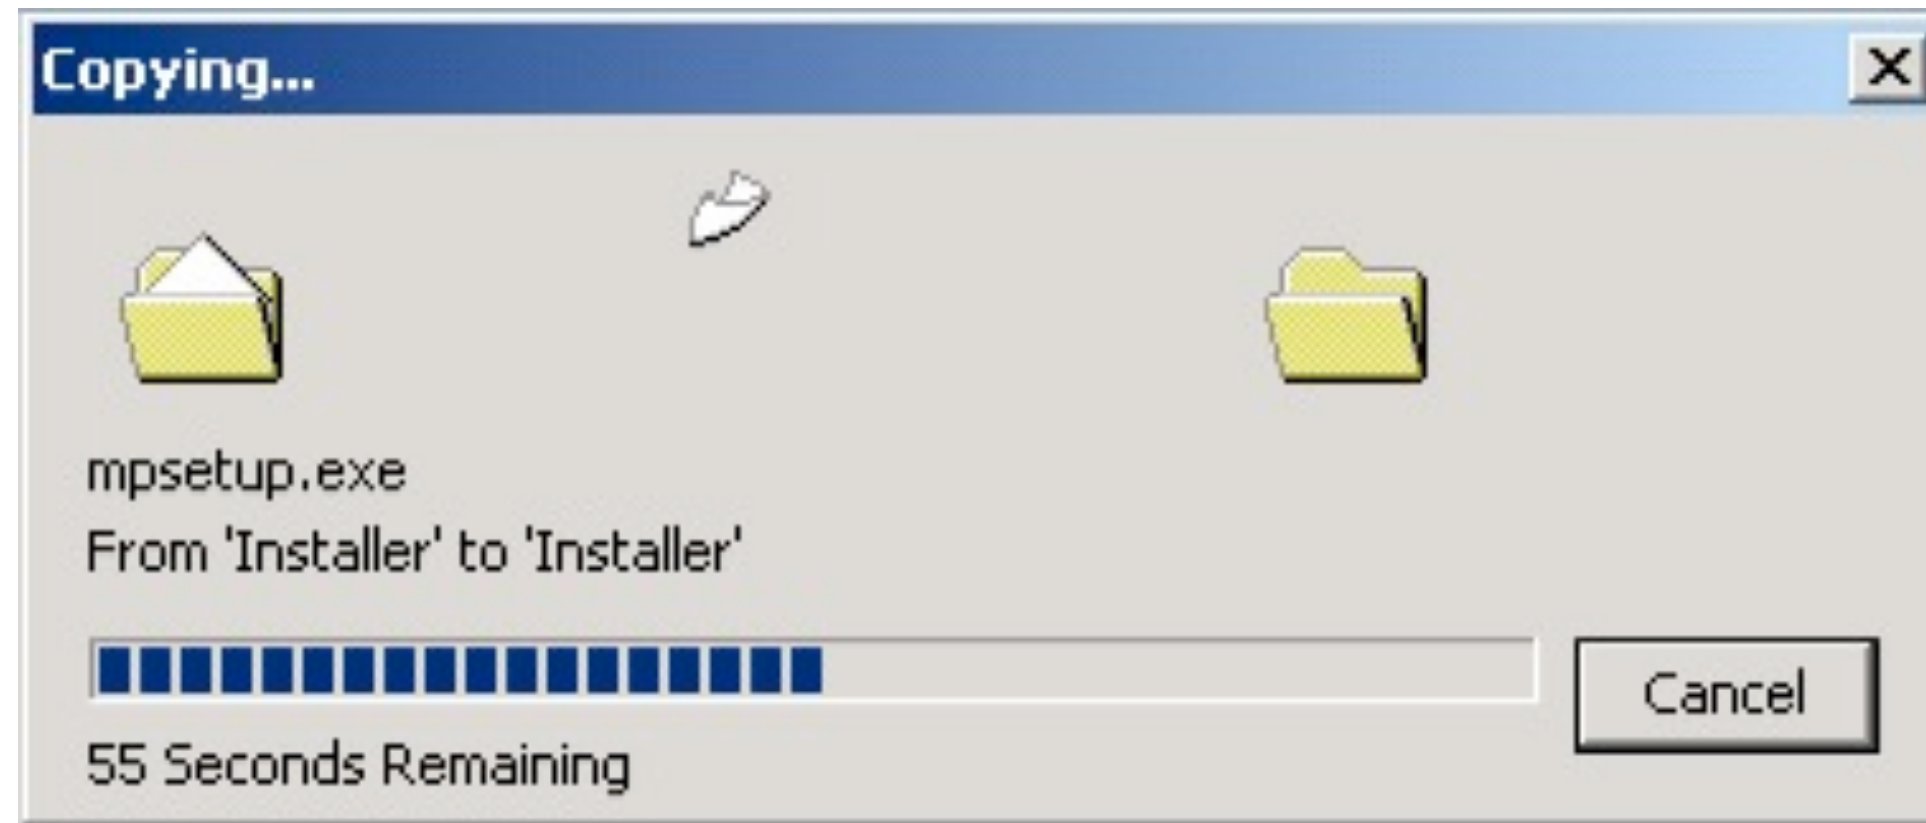 Copying...
mpsetup.exe
From 'Installer' to 'Installer'
Cancel
55 Seconds Remaining